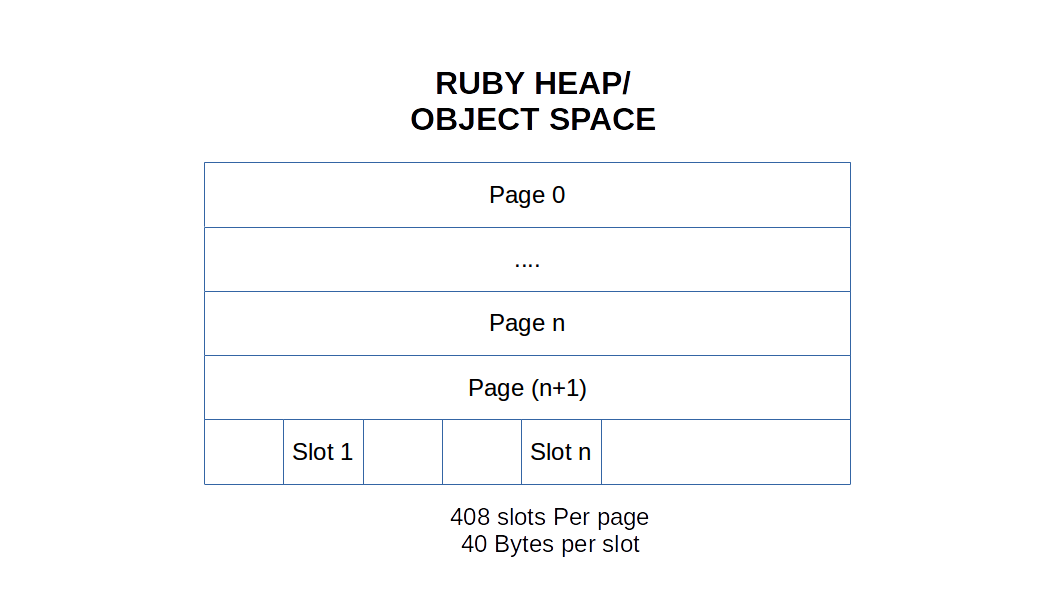 RUBY HEAP/
OBJECT SPACE
Page 0
....
Page n
Page (n+1)
Slot 1 Slot n
408 slots Per page
40 Bytes per slot